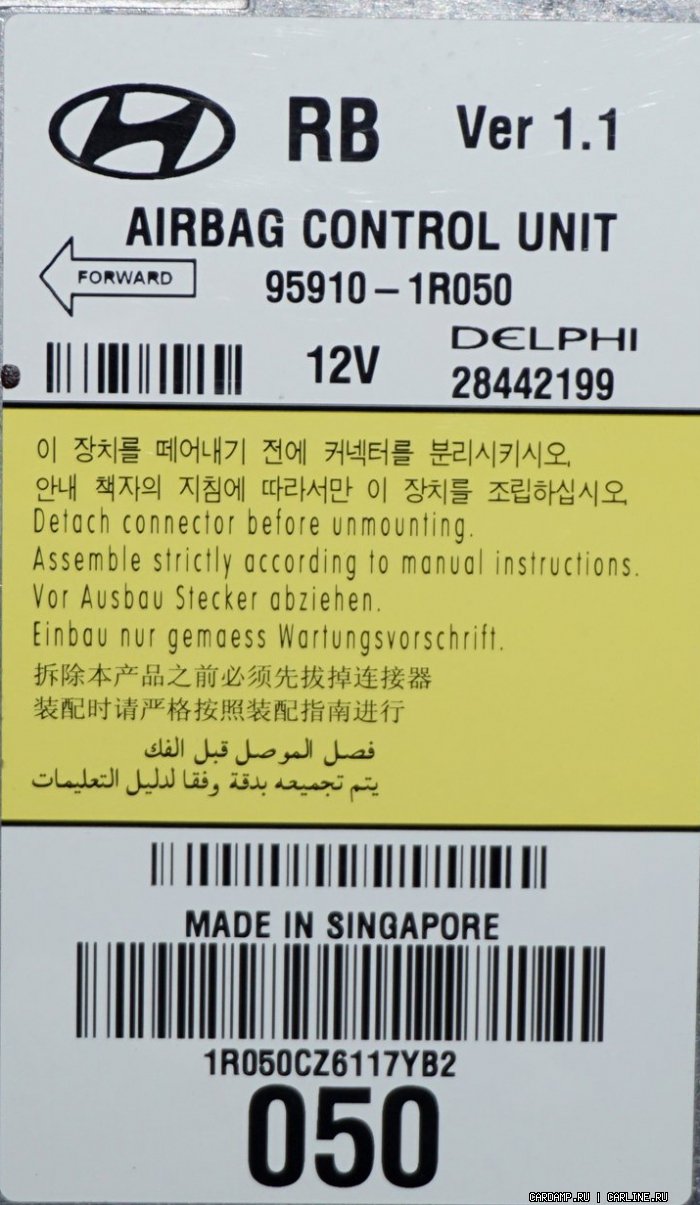 RB Ver 1.1
AIRBAG CONTROL UNIT
FORWARD
95910-1R050
12V
DELPHI
28442199
이 장치를 떼어내기 전에 커넥터를 분리시키시오.
안내 책자의 지침에 따라서만 이 장치를 조립하십시오.
Detach connector before unmounting.
Assemble strictly according to manual instructions.
Vor Ausbau Stecker abziehen.
Einbau nur gemaess Wartungsvorschrift.
拆除本产品之前必须先拔掉连接器
装配时请严格按照装配指南进行
فصل الموصل قبل الفك
يتم تجميعه بدقة وفقا لدليل التعليمات
MADE IN SINGAPORE
1R050CZ6117YB2
050
CARDAMP.RU | CARLINE.RU